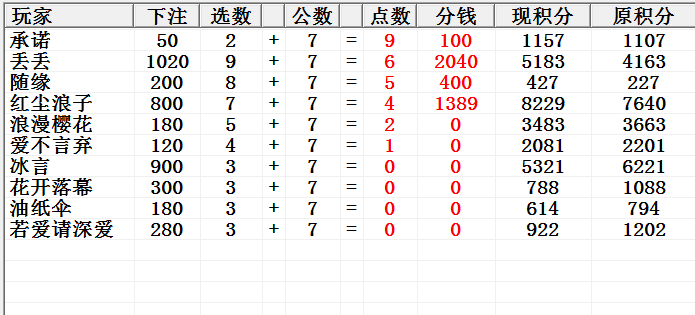 玩家 下注 选数 公数 点数 分钱 现积分 原积分
承诺 50 2 + 7 = 9 100 1157 1107
丢丢 1020 9 + 7 = 6 2040 5183 4163
随缘 200 8 + 7 = 5 400 427 227
红尘浪子 800 7 + 7 = 4 1389 8229 7640
浪漫樱花 180 5 + 7 = 2 0 3483 3663
爱不言弃 120 4 + 7 = 1 0 2081 2201
冰言 900 3 + 7 = 0 0 5321 6221
花开落幕 300 3 + 7 = 0 0 788 1088
油纸伞 180 3 + 7 = 0 0 614 794
若爱请深爱 280 3 + 7 = 0 0 922 1202